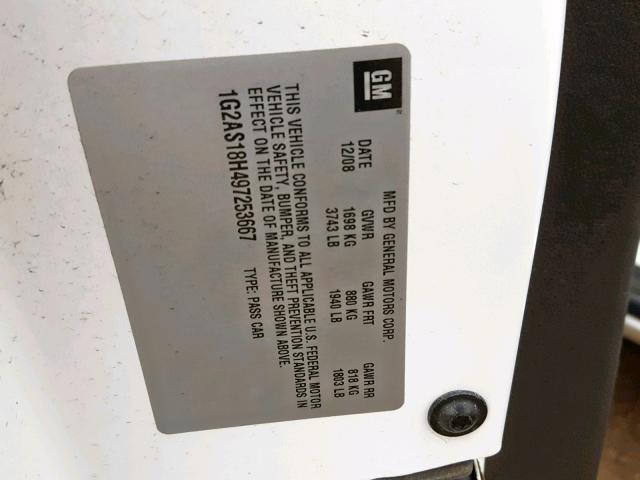 GM
MFD BY GENERAL MOTORS CORP.
DATE GVWR GAWR FRT GAWR RR
12/08 1698 KG 880 KG 818 KG
3743 LB 1940 LB 1803 LB
THIS VEHICLE CONFORMS TO ALL APPLICABLE U.S. FEDERAL MOTOR
VEHICLE SAFETY, BUMPER, AND THEFT PREVENTION STANDARDS IN
EFFECT ON THE DATE OF MANUFACTURE SHOWN ABOVE.
1G2AS18H497253667 TYPE: PASS CAR